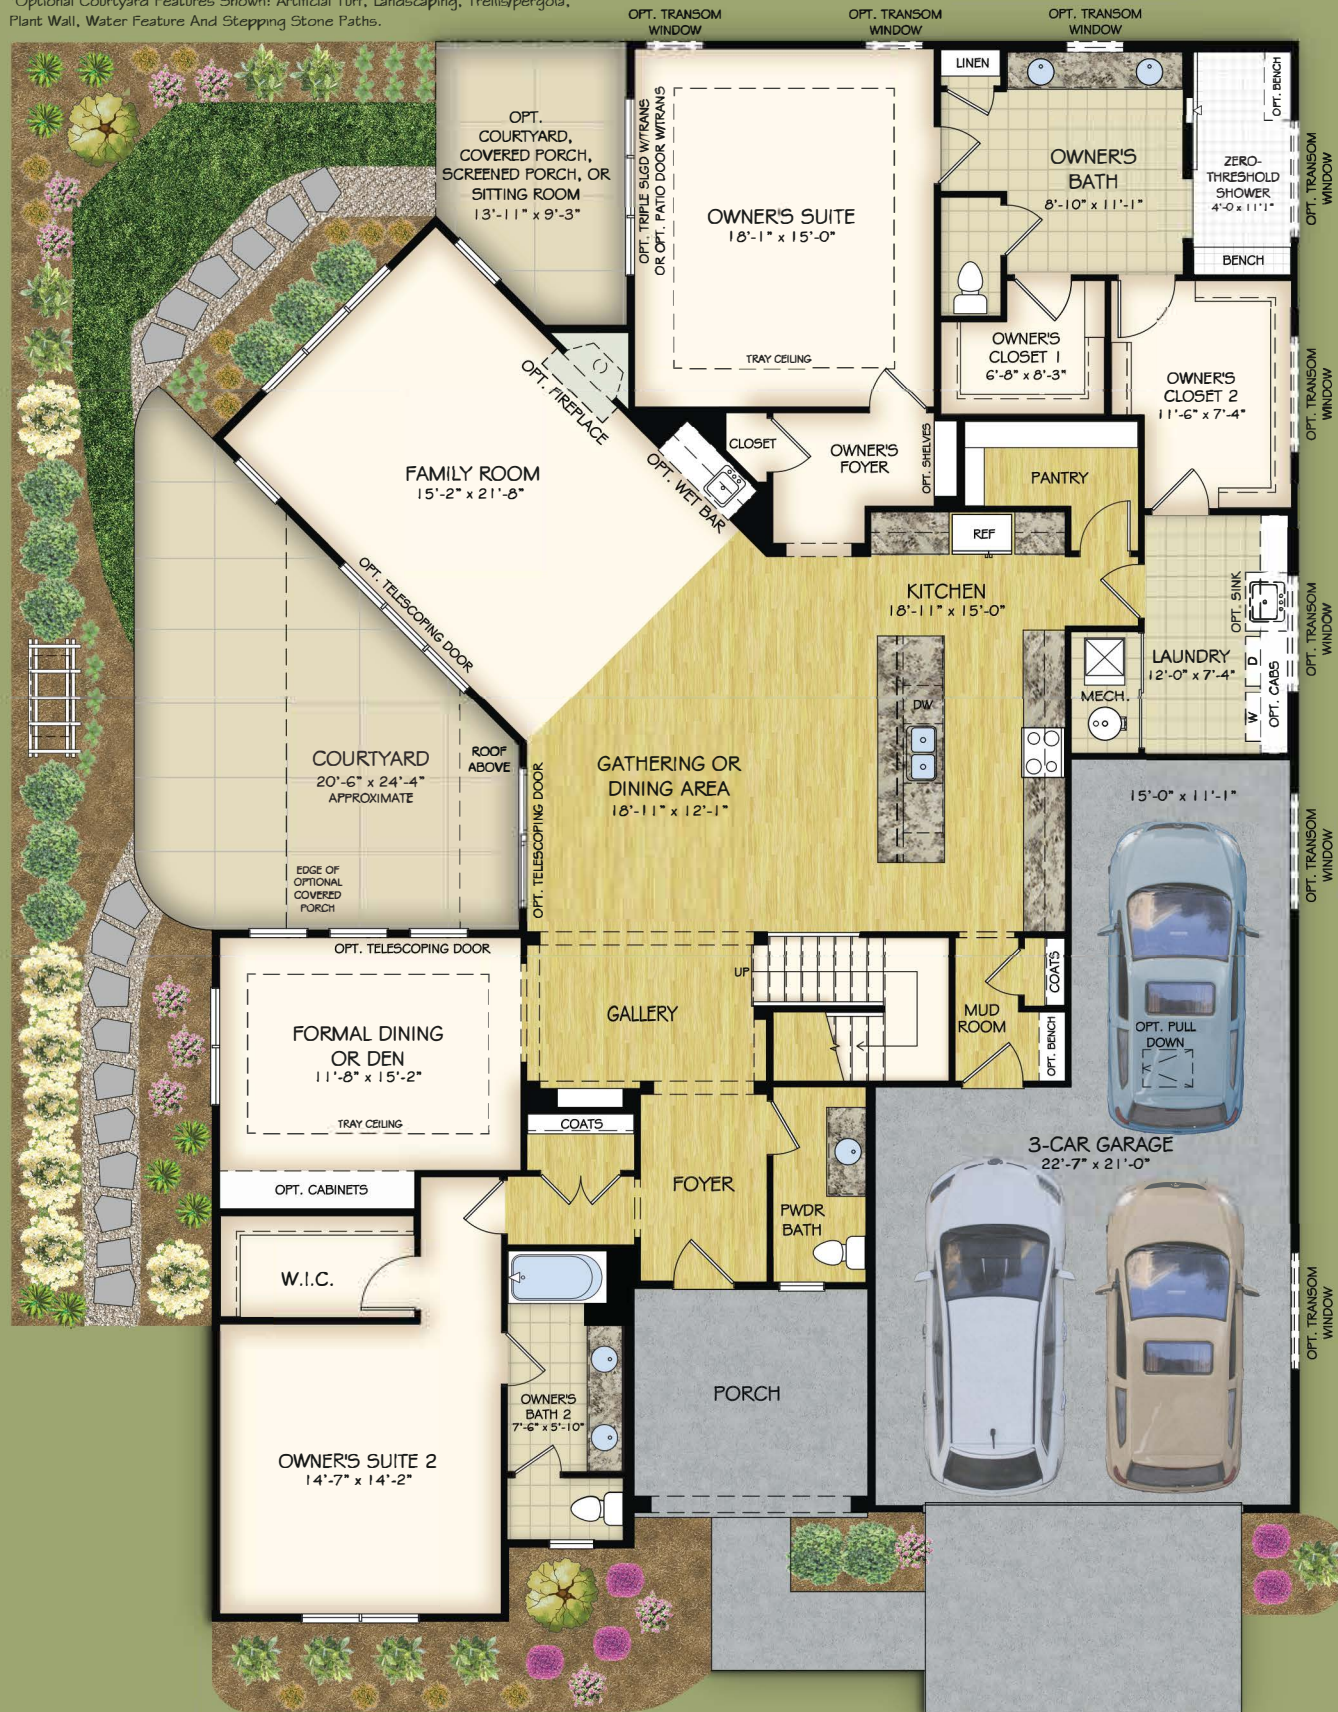 Optional Courtyard Features Shown: Artificial Turf, Landscaping, Trellis/pergola,
Plant Wall, Water Feature And Stepping Stone Paths.
OPT. TRANSOM
WINDOW
OPT. TRANSOM
WINDOW
OPT. TRANSOM
WINDOW
OPT.
COURTYARD,
COVERED PORCH,
SCREENED PORCH, OR
SITTING ROOM
13'-11" x 9'-3"
OPT. TRIPLE SLGD W/TRANS
OR OPT. PATIO DOOR W/TRANS
OWNER'S SUITE
18'-1" x 15'-0"
TRAY CEILING
LINEN
OWNER'S
BATH
8'-10" x 11'-1"
OPT. BENCH
ZERO-
THRESHOLD
SHOWER
4'-0 x 11'1"
BENCH
OPT. TRANSOM
WINDOW
OWNER'S
CLOSET 1
6'-8" x 8'-3"
OWNER'S
CLOSET 2
11'-6" x 7'-4"
OPT. TRANSOM
WINDOW
OPT. FIREPLACE
FAMILY ROOM
15'-2" x 21'-8"
OPT. WET BAR
CLOSET
OWNER'S
FOYER
OPT. SHELVES
PANTRY
REF
KITCHEN
18'-11" x 15'-0"
OPT. TELESCOPING DOOR
OPT. SINK
LAUNDRY
12'-0" x 7'-4"
D
W
OPT. CABS
MECH.
OPT. TRANSOM
WINDOW
DW
COURTYARD
20'-6" x 24'-4"
APPROXIMATE
ROOF
ABOVE
EDGE OF
OPTIONAL
COVERED
PORCH
OPT. TELESCOPING DOOR
GATHERING OR
DINING AREA
18'-11" x 12'-1"
15'-0" x 11'-1"
OPT. TRANSOM
WINDOW
OPT. TELESCOPING DOOR
FORMAL DINING
OR DEN
11'-8" x 15'-2"
TRAY CEILING
OPT. CABINETS
GALLERY
UP
MUD
ROOM
COATS
OPT. BENCH
OPT. PULL
DOWN
3-CAR GARAGE
22'-7" x 21'-0"
COATS
FOYER
PWDR
BATH
W.I.C.
OPT. TRANSOM
WINDOW
OWNER'S
BATH 2
7'-6" x 5'-10"
PORCH
OWNER'S SUITE 2
14'-7" x 14'-2"